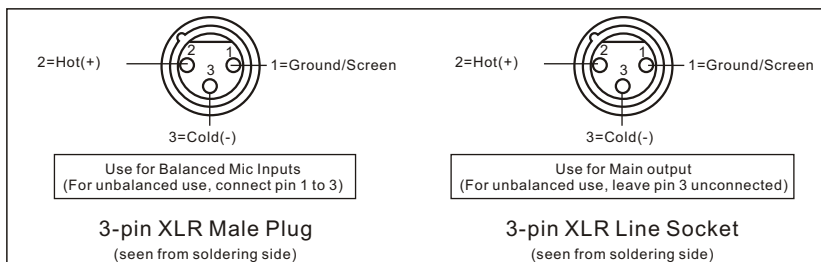 2=Hot(+)
2
1
3
1=Ground/Screen
3=Cold(-)
Use for Balanced Mic Inputs
(For unbalanced use, connect pin 1 to 3)
3-pin XLR Male Plug
(seen from soldering side)
2=Hot(+)
2
1
3
1=Ground/Screen
3=Cold(-)
Use for Main output
(For unbalanced use, leave pin 3 unconnected)
3-pin XLR Line Socket
(seen from soldering side)